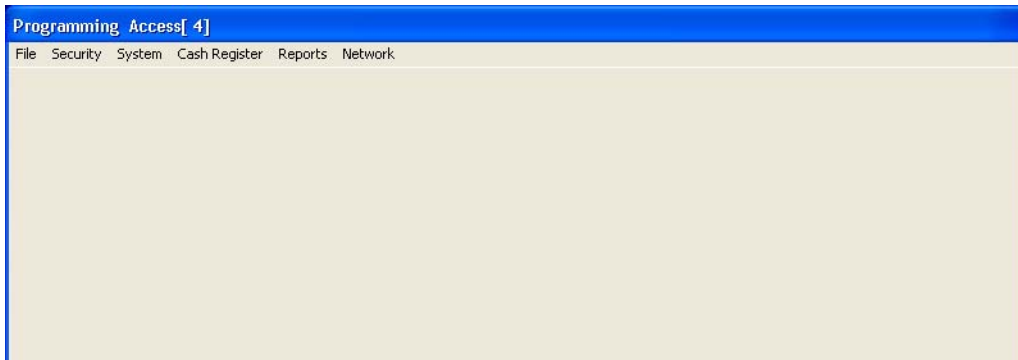 Programming Access[ 4]
File Security System Cash Register Reports Network